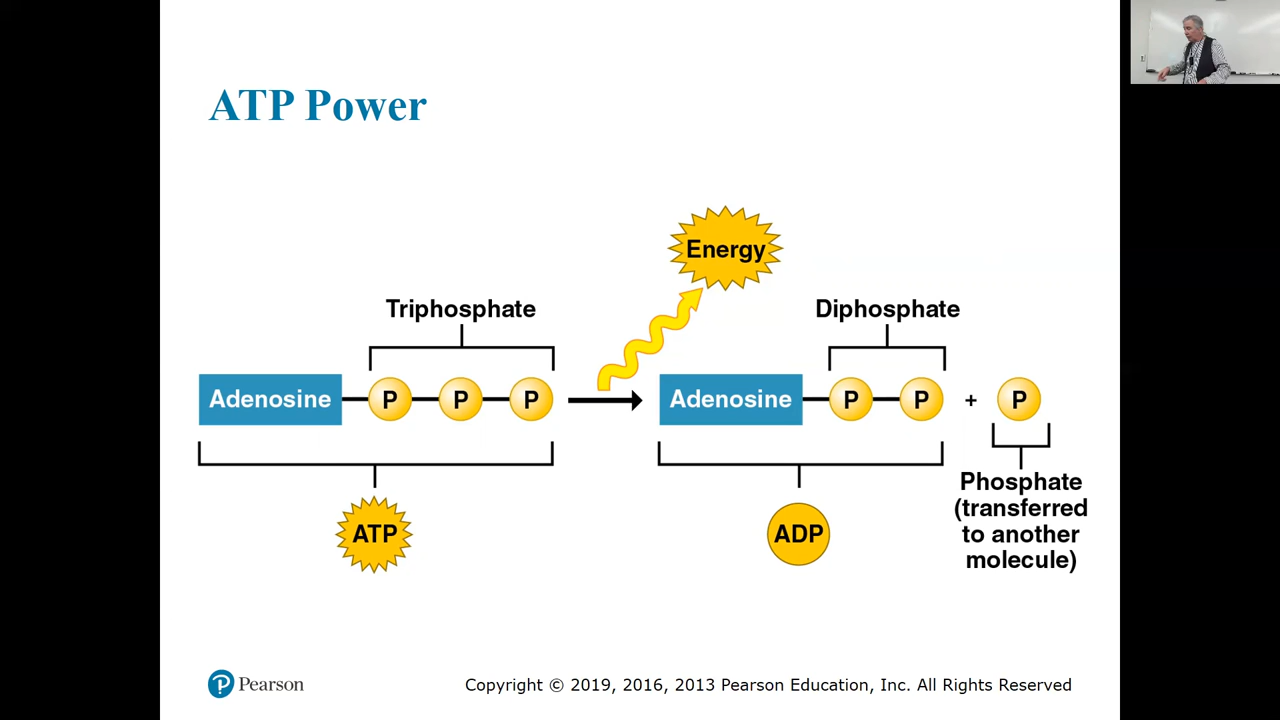 ATP Power
Energy
Triphosphate
Diphosphate
Adenosine P P P
Adenosine P P + P
ATP
ADP
Phosphate
(transferred
to another
molecule)
Pearson
Copyright © 2019, 2016, 2013 Pearson Education, Inc. All Rights Reserved